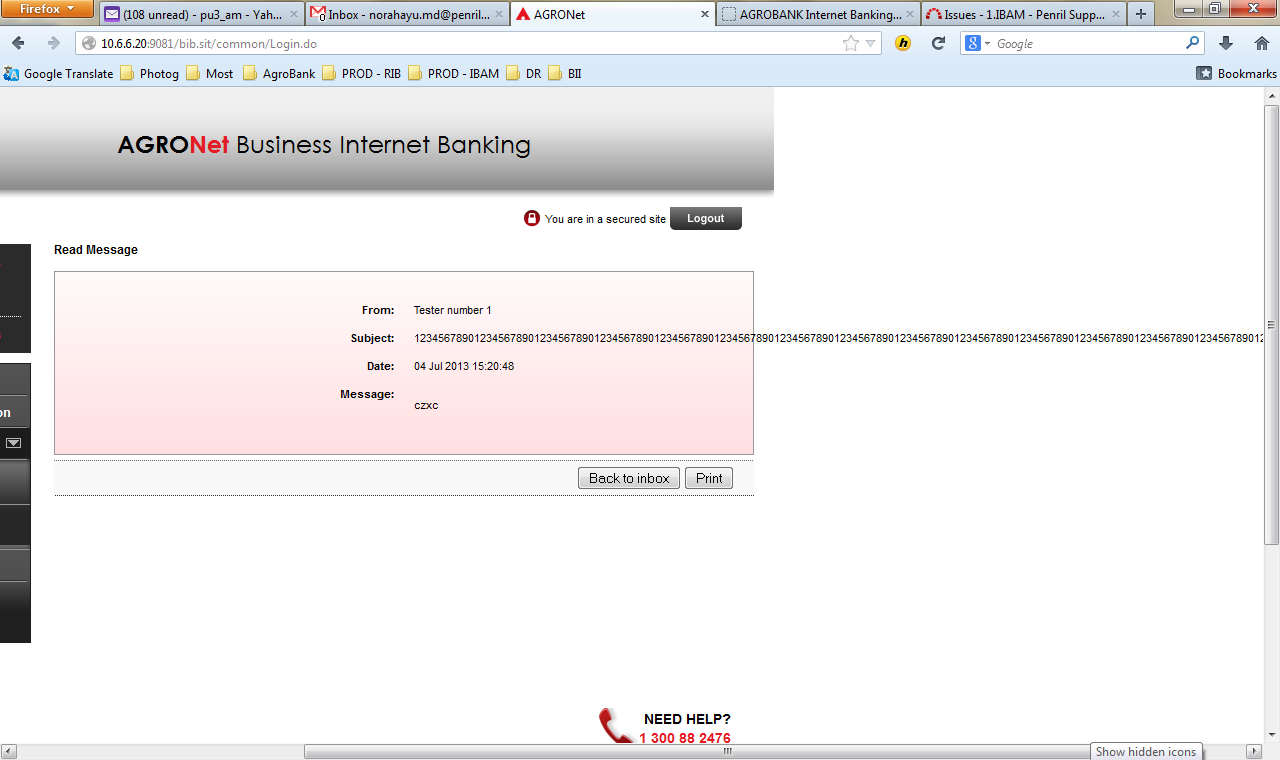 Firefox
(108 unread) - pu3_am - Yah...
Inbox - norahayu.md@penril...
AGRONet
AGROBANK Internet Banking...
Issues - 1.IBAM - Penril Supp...
10.6.6.20:9081/bib.it/common/Login.do
Google
Google Translate
Photog
Most
AgroBank
PROD - RIB
PROD - IBAM
DR
BII
Bookmarks
AGRONet Business Internet Banking
You are in a secured site
Logout
Read Message
From: Tester number 1
Subject: 1234567890123456789012345678901234567890123456789012345678901234567890123456789012345678901234567890123456789012345678901234567890123456789012
Date: 04 Jul 2013 15:20:48
Message:
czxc
on
Back to inbox
Print
NEED HELP?
1 300 88 2476
Show hidden icons